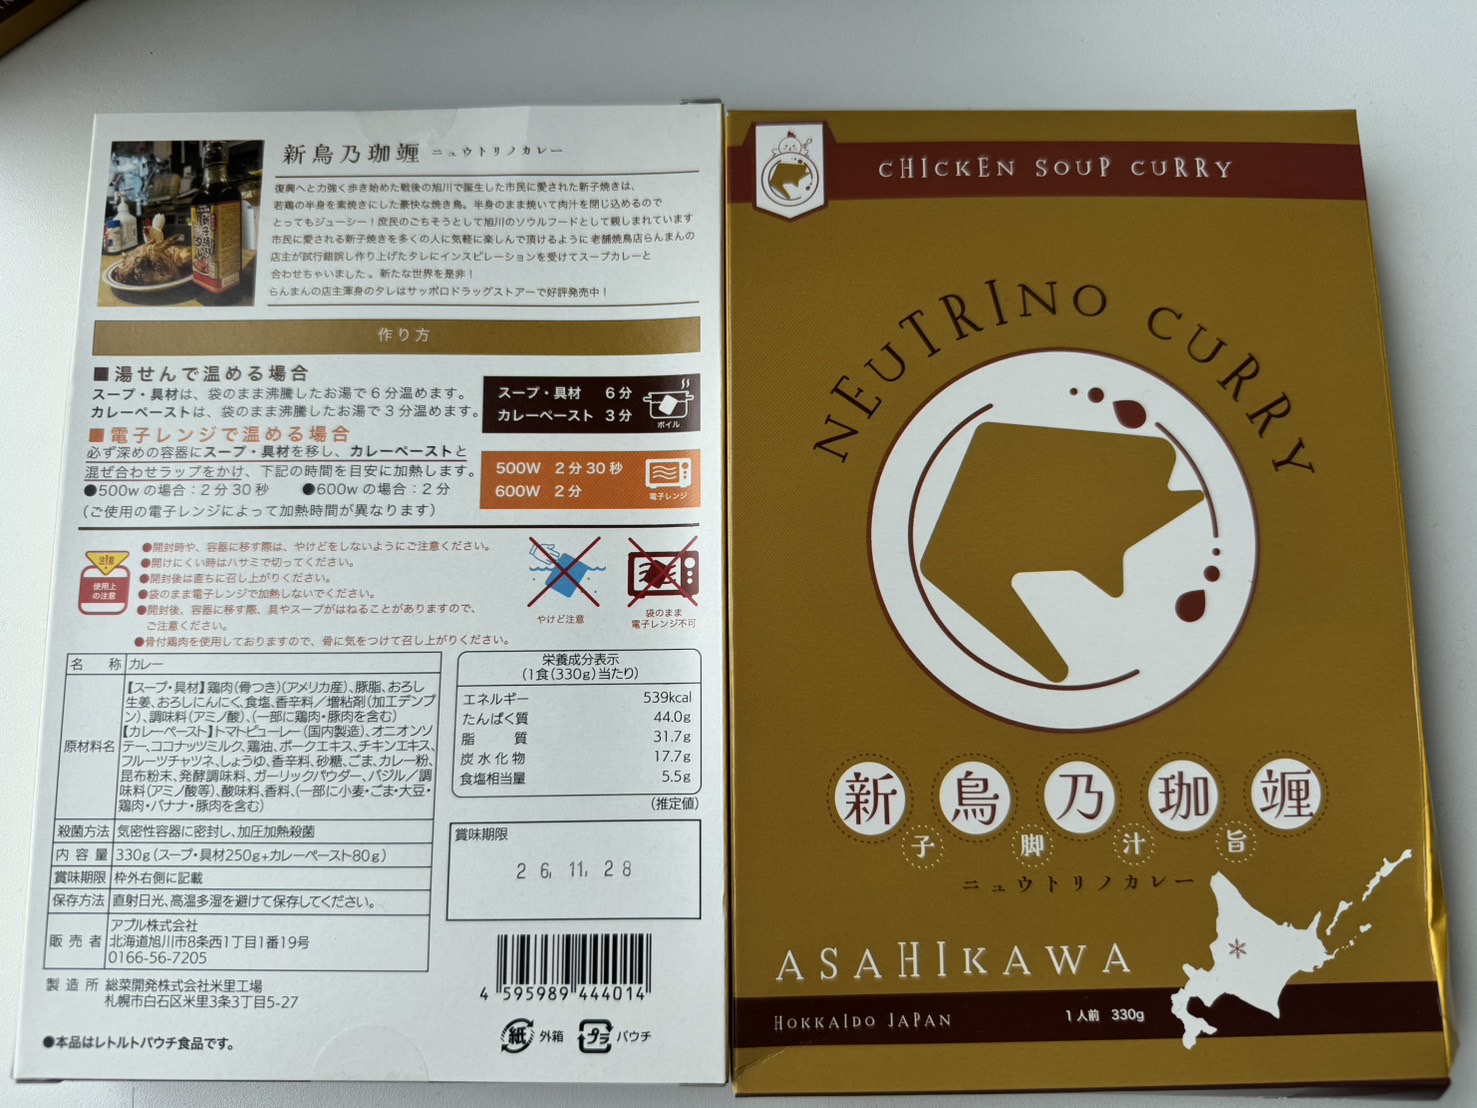 新鳥乃珈竰 ニュウトリノカレー
復興へと力強く歩き始めた戦後の旭川で誕生した市民に愛された新子焼きは、
若鶏の半身を素焼きにした豪快な焼き鳥。半身のまま焼いて肉汁を閉じ込めるので
とってもジューシー！庶民のごちそうとして旭川のソウルフードとして親しまれています
市民に愛される新子焼きを多くの人に気軽に楽しんで頂けるように老舗焼鳥店らんまんの
店主が試行錯誤し作り上げたタレにインスピレーションを受けてスープカレーと
合わせちゃいました。新たな世界を是非！
らんまんの店主渾身のタレはサッポロドラッグストアーで好評発売中！
作り方
■湯せんで温める場合
スープ・具材は、袋のまま沸騰したお湯で6分温めます。
カレーペーストは、袋のまま沸騰したお湯で3分温めます。
スープ・具材 6分
カレーペースト 3分
ボイル
■電子レンジで温める場合
必ず深めの容器にスープ・具材を移し、カレーペーストと
混ぜ合わせラップをかけ、下記の時間を目安に加熱します。
●500wの場合：2分30秒 ●600wの場合：2分
（ご使用の電子レンジによって加熱時間が異なります）
500W 2分30秒
600W 2分
電子レンジ
注意
使用上
の注意
●開封時や、容器に移す際は、やけどをしないようにご注意ください。
●開けにくい時はハサミで切ってください。
●開封後は直ちに召し上がりください。
●袋のまま電子レンジで加熱しないでください。
●開封後、容器に移す際、具やスープがはねることがありますので、
ご注意ください。
●骨付鶏肉を使用しておりますので、骨に気をつけて召し上がりください。
やけど注意
袋のまま
電子レンジ不可
名称 カレー
原材料名
【スープ・具材】鶏肉（骨つき）（アメリカ産）、豚脂、おろし
生姜、おろしにんにく、食塩、香辛料／増粘剤（加工デンプ
ン）、調味料（アミノ酸）、（一部に鶏肉・豚肉を含む）
【カレーペースト】トマトピューレー（国内製造）、オニオンソ
テー、ココナッツミルク、鶏油、ポークエキス、チキンエキス、
フルーツチャツネ、しょうゆ、香辛料、砂糖、ごま、カレー粉、
昆布粉末、発酵調味料、ガーリックパウダー、バジル／調
味料（アミノ酸等）、酸味料、香料、（一部に小麦・ごま・大豆・
鶏肉・バナナ・豚肉を含む）
殺菌方法 気密性容器に密封し、加圧加熱殺菌
内容量 330g（スープ・具材250g+カレーペースト80g）
賞味期限 枠外右側に記載
保存方法 直射日光、高温多湿を避けて保存してください。
販売者
アブル株式会社
北海道旭川市8条西1丁目1番19号
0166-56-7205
製造所 総菜開発株式会社米里工場
札幌市白石区米里3条3丁目5-27
●本品はレトルトパウチ食品です。
栄養成分表示
（1食（330g）当たり）
エネルギー 539kcal
たんぱく質 44.0g
脂質 31.7g
炭水化物 17.7g
食塩相当量 5.5g
（推定値）
賞味期限
26. 11. 28
4 595989 444014
紙 外箱 プラ パウチ
CHICKEN SOUP CURRY
NEUTRINO CURRY
新鳥乃珈竰
子脚汁旨
ニュウトリノカレー
ASAHIKAWA
HOKKAIDO JAPAN
1人前 330g